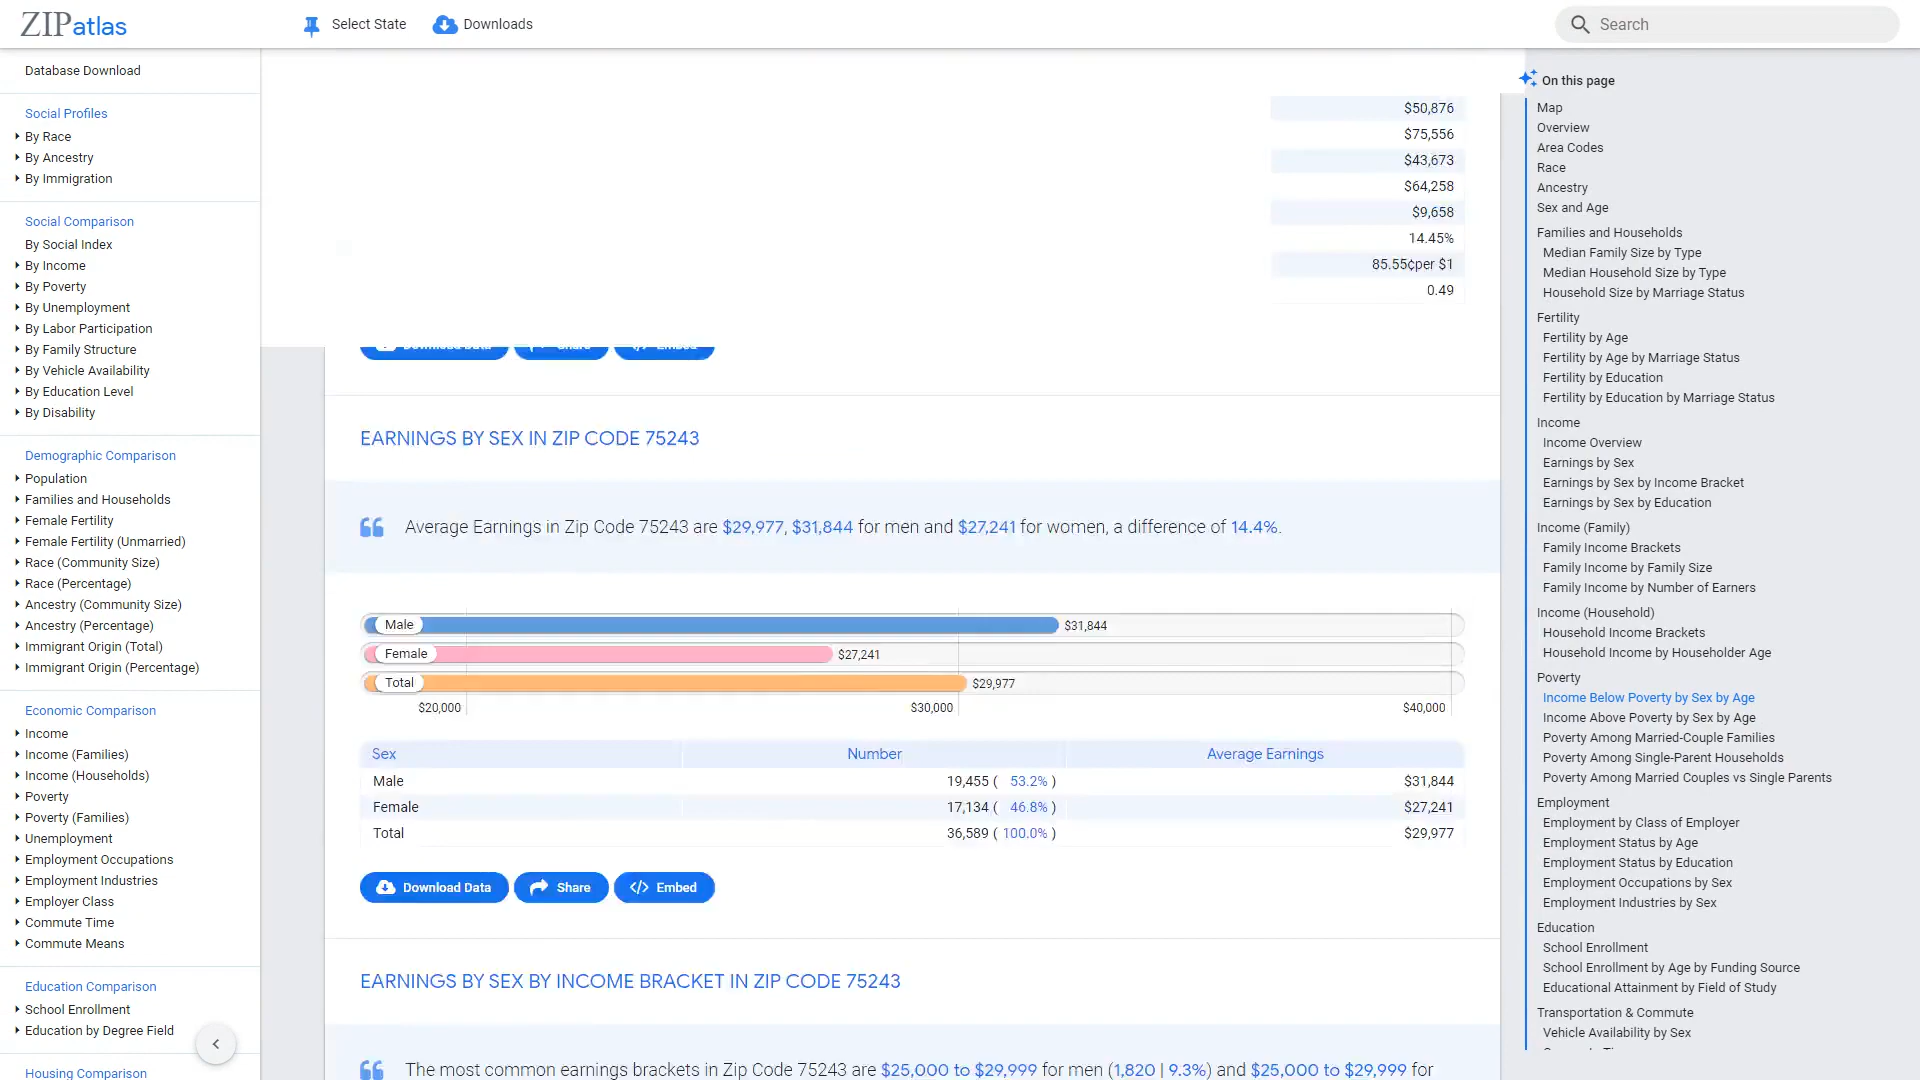 ZIPatlas
Select State
Downloads
Search
Database Download
Social Profiles
By Race
By Ancestry
By Immigration
Social Comparison
By Social Index
By Income
By Poverty
By Unemployment
By Labor Participation
By Family Structure
By Vehicle Availability
By Education Level
By Disability
Demographic Comparison
Population
Families and Households
Female Fertility
Female Fertility (Unmarried)
Race (Community Size)
Race (Percentage)
Ancestry (Community Size)
Ancestry (Percentage)
Immigrant Origin (Total)
Immigrant Origin (Percentage)
Economic Comparison
Income
Income (Families)
Income (Households)
Poverty
Poverty (Families)
Unemployment
Employment Occupations
Employment Industries
Employer Class
Commute Time
Commute Means
Education Comparison
School Enrollment
Education by Degree Field
Housing Comparison
$50,876
$75,556
$43,673
$64,258
$9,658
14.45%
85.55¢per $1
0.49
Download Data Share Embed
EARNINGS BY SEX IN ZIP CODE 75243
Average Earnings in Zip Code 75243 are $29,977, $31,844 for men and $27,241 for women, a difference of 14.4%.
Male $31,844
Female $27,241
Total $29,977
$20,000 $30,000 $40,000
Sex Number Average Earnings
Male 19,455 ( 53.2% ) $31,844
Female 17,134 ( 46.8% ) $27,241
Total 36,589 ( 100.0% ) $29,977
Download Data Share Embed
EARNINGS BY SEX BY INCOME BRACKET IN ZIP CODE 75243
The most common earnings brackets in Zip Code 75243 are $25,000 to $29,999 for men (1,820 | 9.3%) and $25,000 to $29,999 for
On this page
Map
Overview
Area Codes
Race
Ancestry
Sex and Age
Families and Households
Median Family Size by Type
Median Household Size by Type
Household Size by Marriage Status
Fertility
Fertility by Age
Fertility by Age by Marriage Status
Fertility by Education
Fertility by Education by Marriage Status
Income
Income Overview
Earnings by Sex
Earnings by Sex by Income Bracket
Earnings by Sex by Education
Income (Family)
Family Income Brackets
Family Income by Family Size
Family Income by Number of Earners
Income (Household)
Household Income Brackets
Household Income by Householder Age
Poverty
Income Below Poverty by Sex by Age
Income Above Poverty by Sex by Age
Poverty Among Married-Couple Families
Poverty Among Single-Parent Households
Poverty Among Married Couples vs Single Parents
Employment
Employment by Class of Employer
Employment Status by Age
Employment Status by Education
Employment Occupations by Sex
Employment Industries by Sex
Education
School Enrollment
School Enrollment by Age by Funding Source
Educational Attainment by Field of Study
Transportation & Commute
Vehicle Availability by Sex